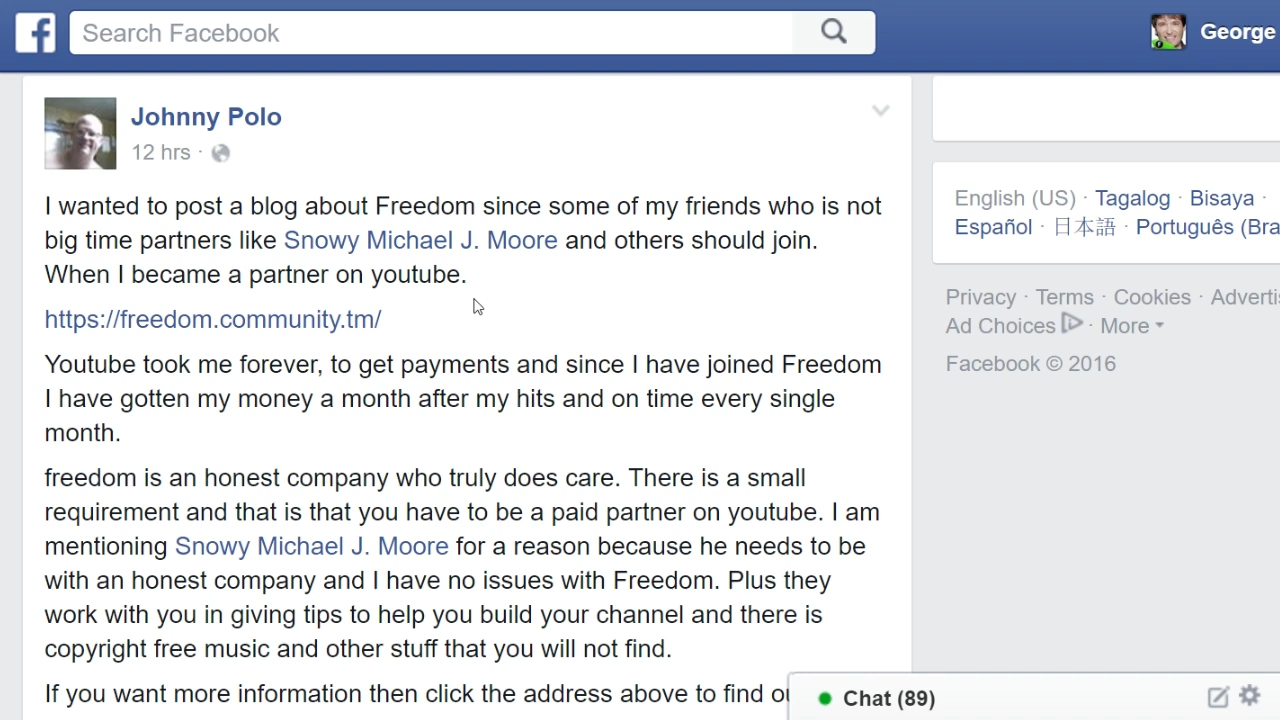 Search Facebook
George
Johnny Polo
12 hrs ·
I wanted to post a blog about Freedom since some of my friends who is not
big time partners like Snowy Michael J. Moore and others should join.
When I became a partner on youtube.
https://freedom.community.tm/
Youtube took me forever, to get payments and since I have joined Freedom
I have gotten my money a month after my hits and on time every single
month.
freedom is an honest company who truly does care. There is a small
requirement and that is that you have to be a paid partner on youtube. I am
mentioning Snowy Michael J. Moore for a reason because he needs to be
with an honest company and I have no issues with Freedom. Plus they
work with you in giving tips to help you build your channel and there is
copyright free music and other stuff that you will not find.
If you want more information then click the address above to find
English (US) · Tagalog · Bisaya ·
Español · 日本語 · Português (Bra
Privacy · Terms · Cookies · Adverti
Ad Choices · More
Facebook © 2016
Chat (89)